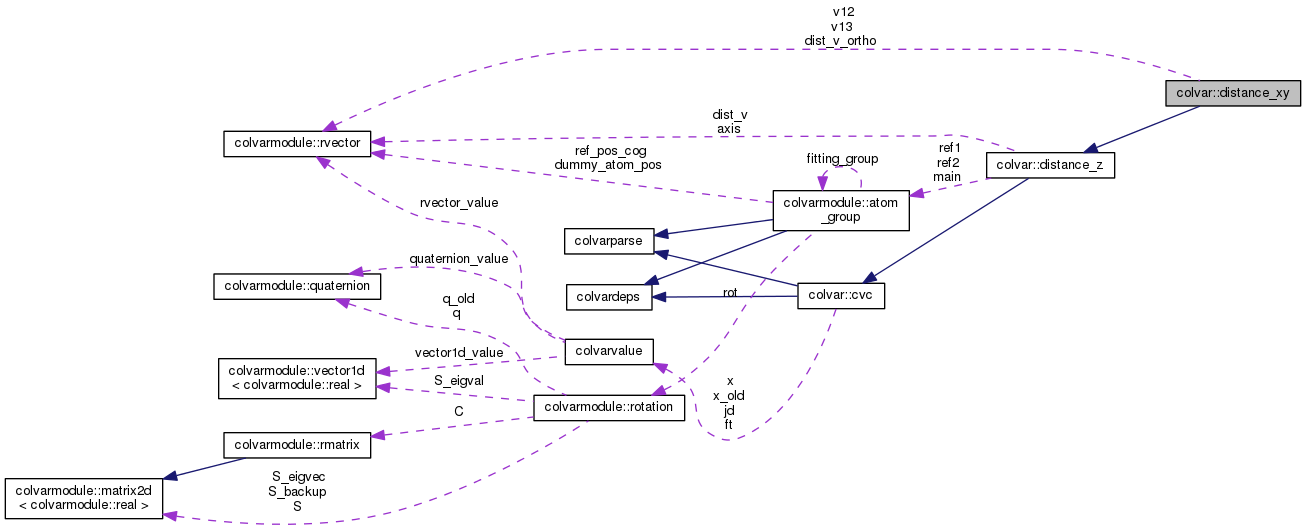 v12
v13
dist_v_ortho
colvar::distance_xy
dist_v
axis
colvarmodule::rvector
ref_pos_cog
dummy_atom_pos
fitting_group
ref1
ref2
main
colvar::distance_z
colvarmodule::atom
_group
rvector_value
colvarparse
quaternion_value
colvarmodule::quaternion
colvardeps
rot
colvar::cvc
q_old
q
colvarvalue
vector1d_value
colvarmodule::vector1d
< colvarmodule::real >
S_eigval
x
x_old
jd
ft
colvarmodule::rotation
C
colvarmodule::rmatrix
S_eigvec
S_backup
S
colvarmodule::matrix2d
< colvarmodule::real >